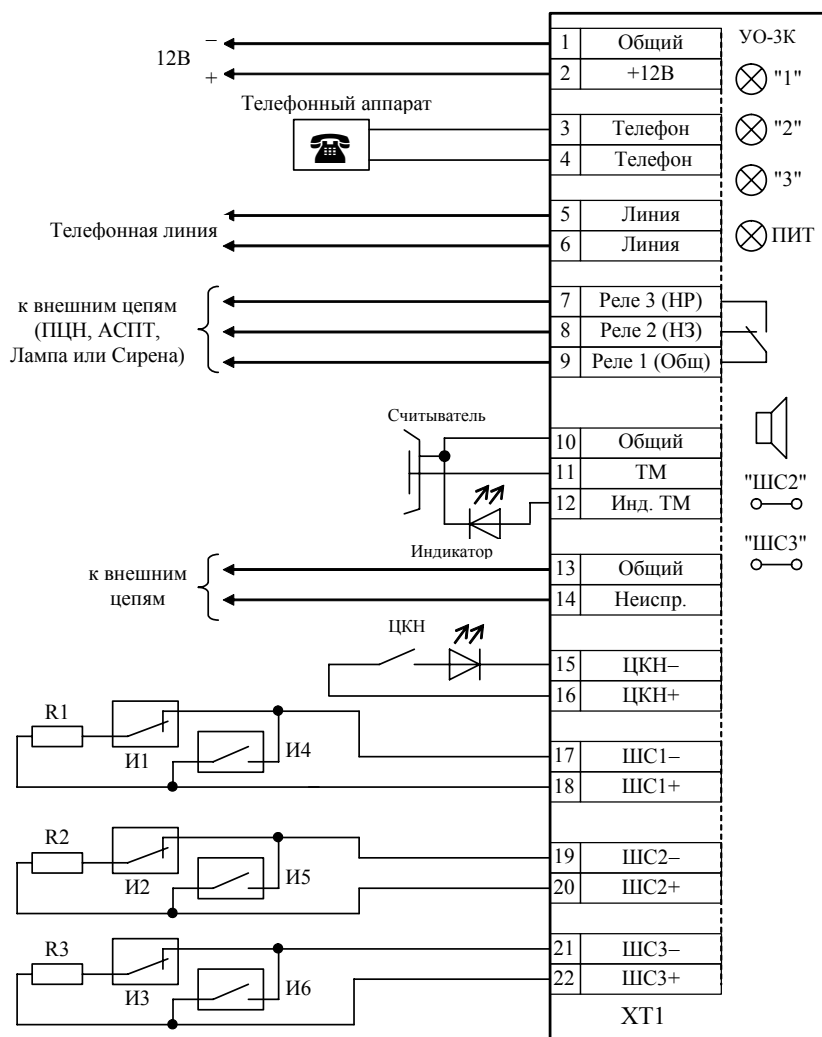 УО-3К
12В
−
+
1 Общий
2 +12В
"1"
Телефонный аппарат
3 Телефон
4 Телефон
"2"
"3"
Телефонная линия
5 Линия
6 Линия
ПИТ
к внешним цепям
(ПЦН, АСПТ,
Лампа или Сирена)
7 Реле 3 (НР)
8 Реле 2 (НЗ)
9 Реле 1 (Общ)
Считыватель
10 Общий
11 ТМ
12 Инд. ТМ
"ШС2"
Индикатор
"ШС3"
к внешним
цепям
13 Общий
14 Неиспр.
ЦКН
15 ЦКН−
16 ЦКН+
R1
И1
И4
17 ШС1−
18 ШС1+
R2
И2
И5
19 ШС2−
20 ШС2+
R3
И3
И6
21 ШС3−
22 ШС3+
XT1